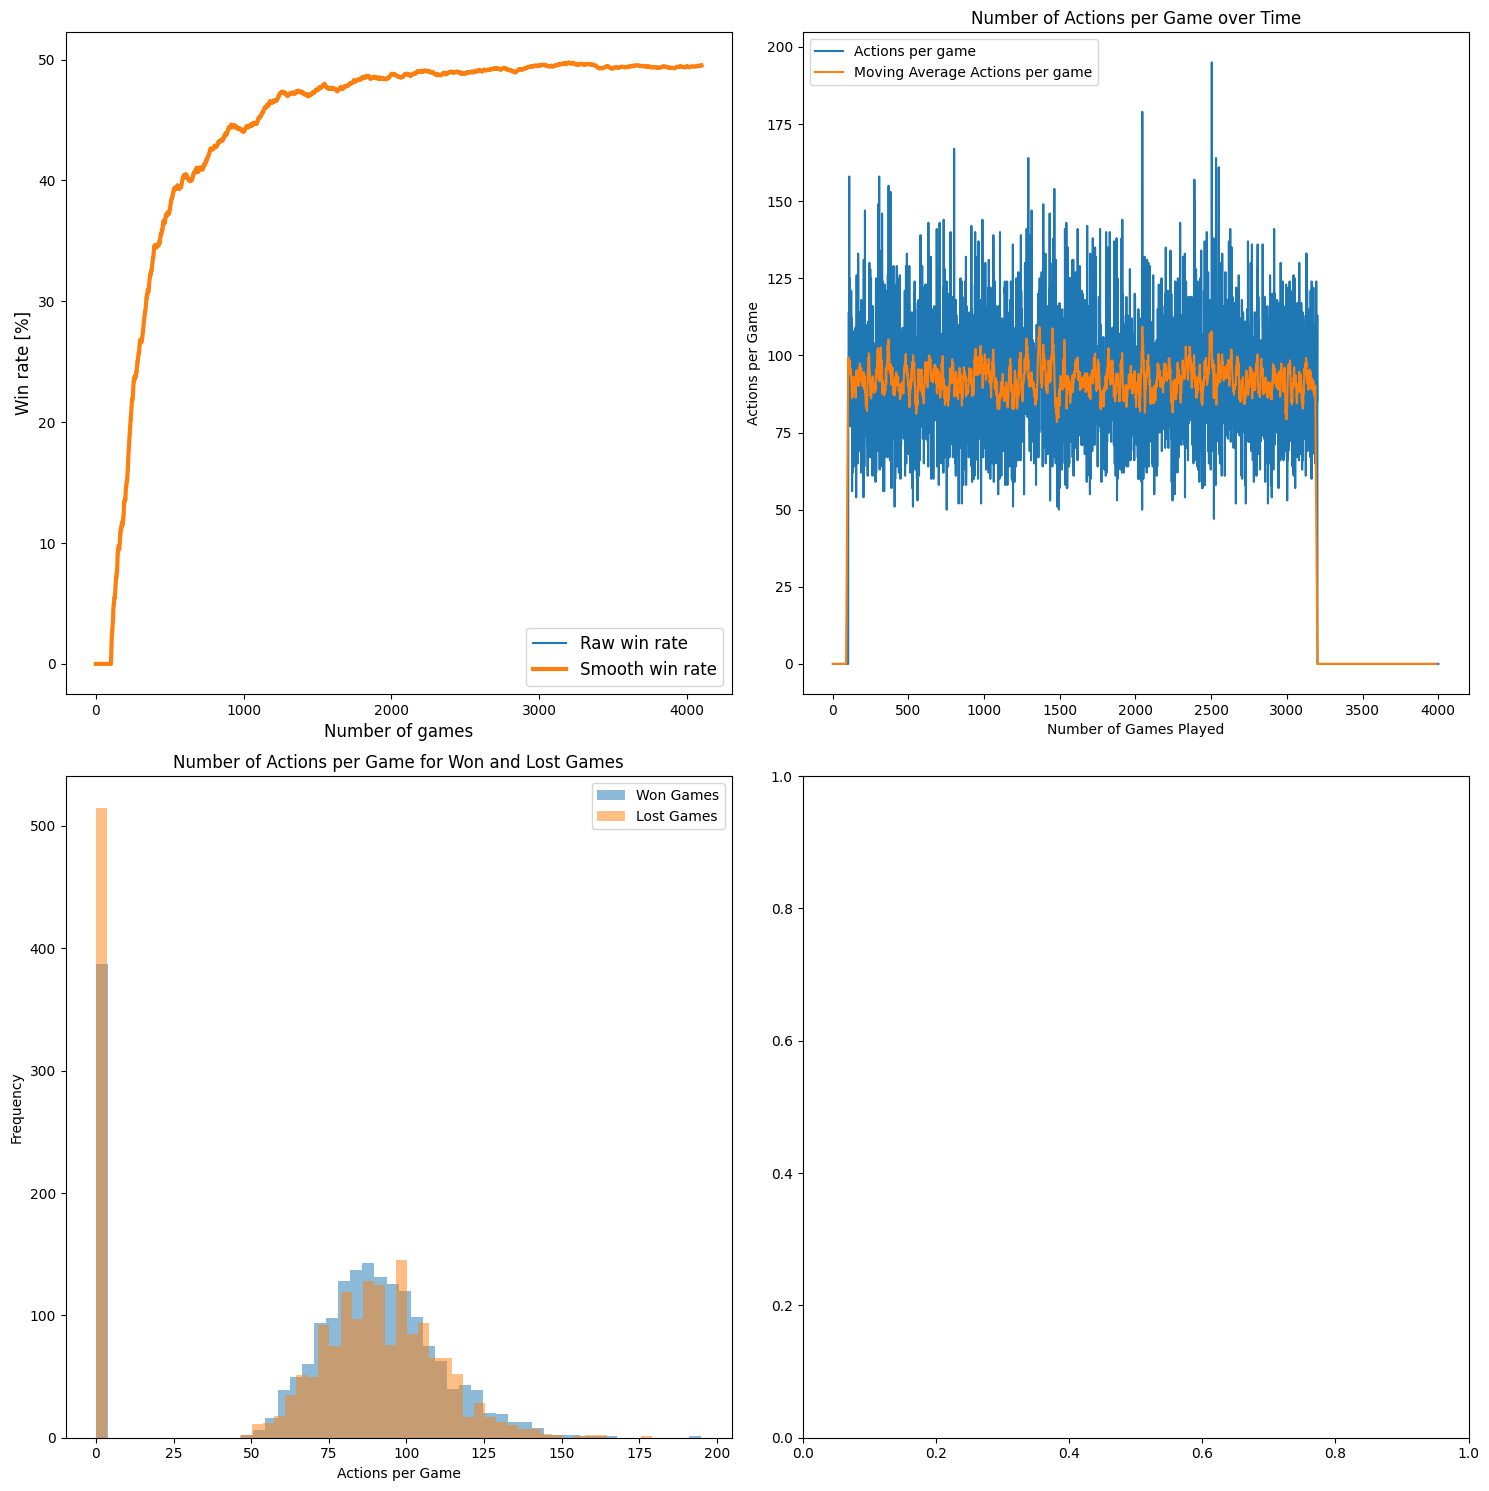 50
40
30
20
10
0
Win rate [%]
Raw win rate
Smooth win rate
0 1000 2000 3000 4000
Number of games
Number of Actions per Game over Time
Actions per game
Moving Average Actions per game
200
175
150
125
100
75
50
25
0
Actions per Game
0 500 1000 1500 2000 2500 3000 3500 4000
Number of Games Played
Number of Actions per Game for Won and Lost Games
Won Games
Lost Games
500
400
300
200
100
0
Frequency
0 25 50 75 100 125 150 175 200
Actions per Game
1.0
0.8
0.6
0.4
0.2
0.0
0.0 0.2 0.4 0.6 0.8 1.0